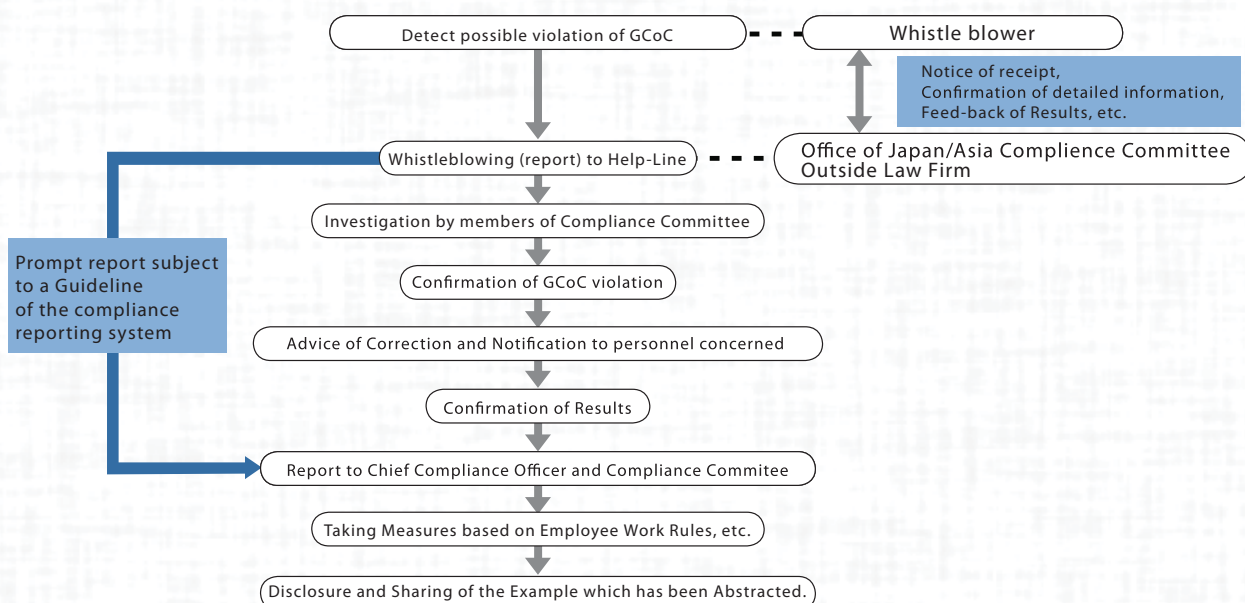 Detect possible violation of GCoC
Whistle blower
Notice of receipt,
Confirmation of detailed information,
Feed-back of Results, etc.
Whistleblowing (report) to Help-Line
Office of Japan/Asia Complience Committee
Outside Law Firm
Investigation by members of Compliance Committee
Prompt report subject
to a Guideline
of the compliance
reporting system
Confirmation of GCoC violation
Advice of Correction and Notification to personnel concerned
Confirmation of Results
Report to Chief Compliance Officer and Compliance Commitee
Taking Measures based on Employee Work Rules, etc.
Disclosure and Sharing of the Example which has been Abstracted.